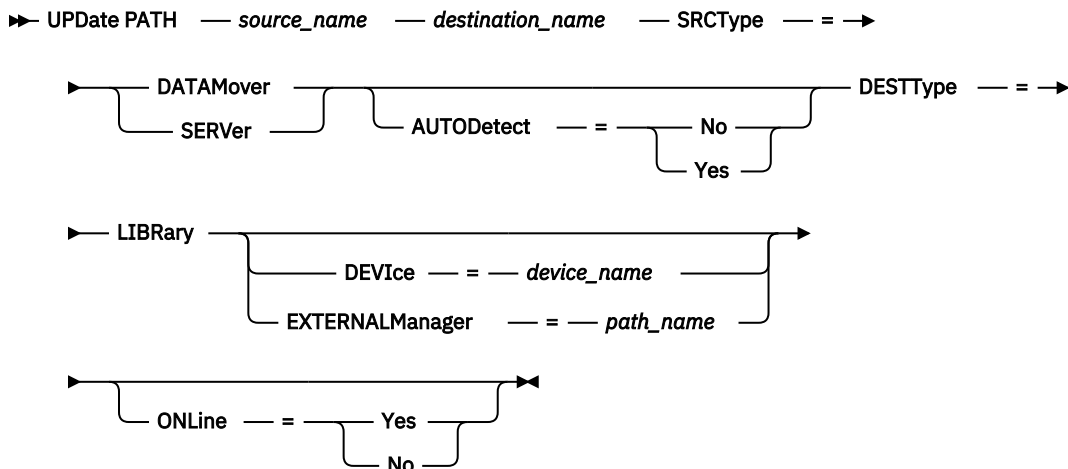 UPDate PATH source_name destination_name SRCType =
DATAMover DESTType =
SERVer AUTODetect = No
Yes
LIBRary
DEVIce = device_name
EXTERNALManager = path_name
ONLine = Yes
No